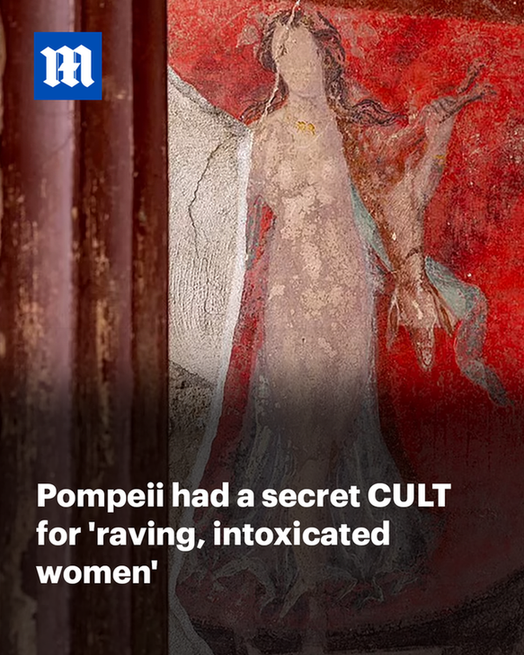 M
Pompeii had a secret CULT
for 'raving, intoxicated
women'